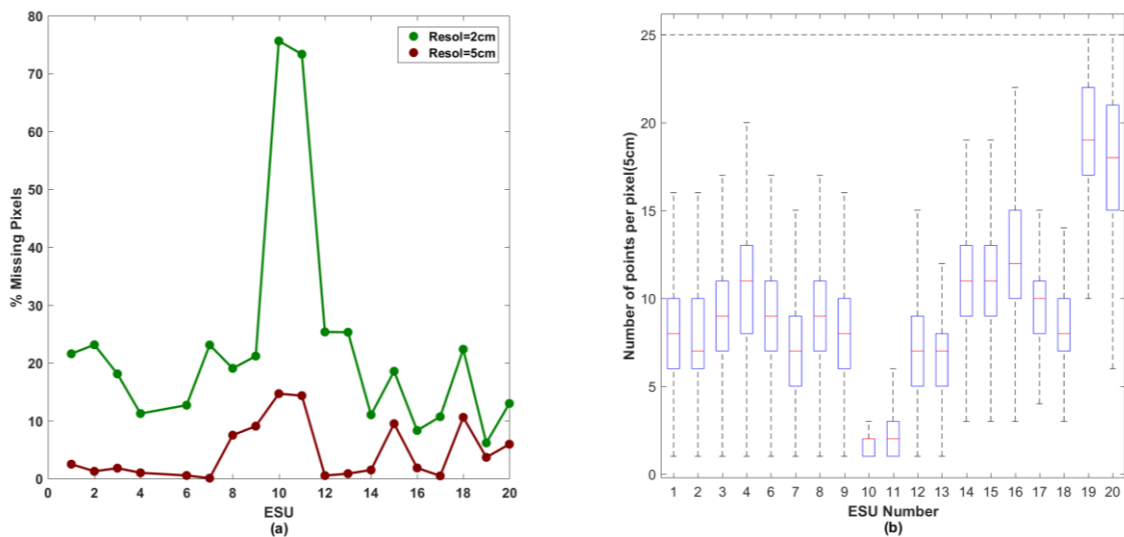 80
70
60
50
40
30
20
10
0
% Missing Pixels
Resol=2cm
Resol=5cm
0 2 4 6 8 10 12 14 16 18 20
ESU
(a)
25
20
15
10
5
0
Number of points per pixel(5cm)
1 2 3 4 6 7 8 9 10 11 12 13 14 15 16 17 18 19 20
ESU Number
(b)